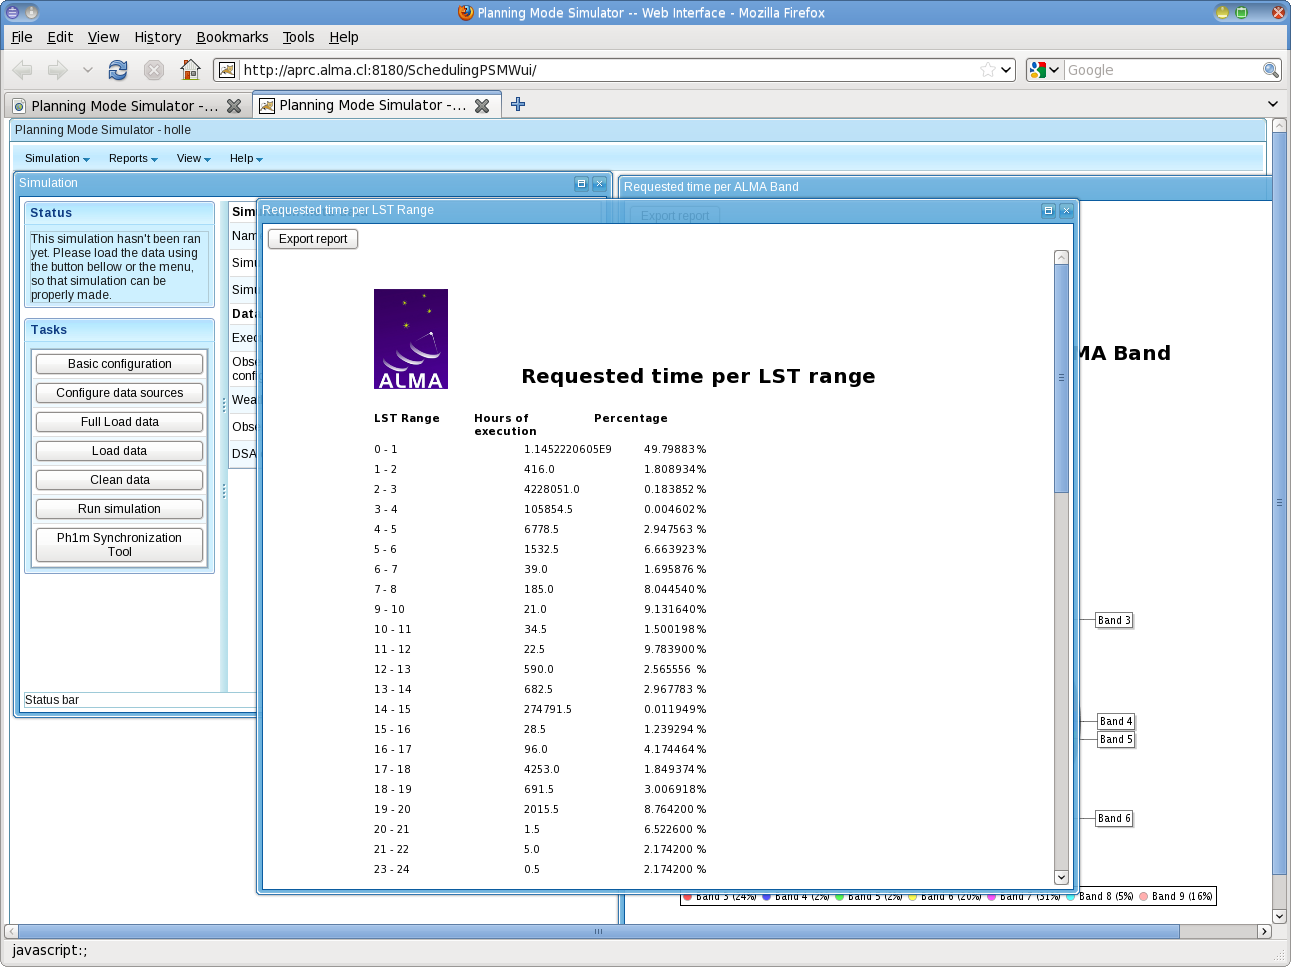 Planning Mode Simulator -- Web Interface - Mozilla Firefox
File Edit View History Bookmarks Tools Help
http://aprc.alma.cl:8180/SchedulingPSMWui/
Google
Planning Mode Simulator -...
Planning Mode Simulator -...
Planning Mode Simulator - holle
Simulation Reports View Help
Simulation
Requested time per ALMA Band
Export report
Status
This simulation hasn't been ran
yet. Please load the data using
the button bellow or the menu,
so that simulation can be
properly made.
Tasks
Basic configuration
Configure data sources
Full Load data
Load data
Clean data
Run simulation
Ph1m Synchronization
Tool
Status bar
Requested time per LST Range
Export report
ALMA
Requested time per LST range
LST Range Hours of execution Percentage
0 - 1 1.1452220605E9 49.79883 %
1 - 2 416.0 1.808934 %
2 - 3 4228051.0 0.183852 %
3 - 4 105854.5 0.004602 %
4 - 5 6778.5 2.947563 %
5 - 6 1532.5 6.663923 %
6 - 7 39.0 1.695876 %
7 - 8 185.0 8.044540 %
9 - 10 21.0 9.131640 %
10 - 11 34.5 1.500198 %
11 - 12 22.5 9.783900 %
12 - 13 590.0 2.565556 %
13 - 14 682.5 2.967783 %
14 - 15 274791.5 0.011949 %
15 - 16 28.5 1.239294 %
16 - 17 96.0 4.174464 %
17 - 18 4253.0 1.849374 %
18 - 19 691.5 3.006918 %
19 - 20 2015.5 8.764200 %
20 - 21 1.5 6.522600 %
21 - 22 5.0 2.174200 %
23 - 24 0.5 2.174200 %
MA Band
Band 3
Band 4
Band 5
Band 6
Band 3 (24%) Band 4 (2%) Band 5 (2%) Band 6 (20%) Band 7 (31%) Band 8 (5%) Band 9 (16%)
javascript:;